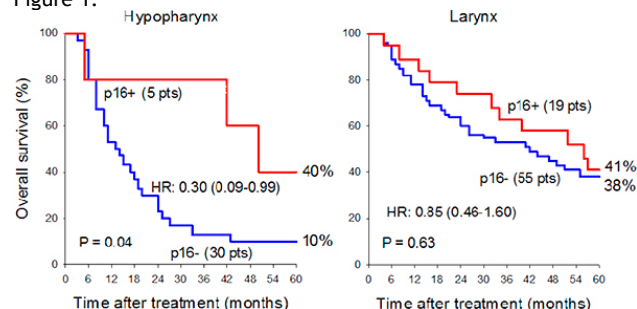 Figure 1.
Hypopharynx
Overall survival (%)
100
80
60
40
20
0
p16+ (5 pts)
40%
HR: 0.30 (0.09-0.99)
P = 0.04
p16- (30 pts)
10%
0 6 12 18 24 30 36 42 48 54 60
Time after treatment (months)
Larynx
100
80
60
40
20
0
p16+ (19 pts)
41%
p16- (55 pts)
38%
HR: 0.85 (0.46-1.60)
P = 0.63
0 6 12 18 24 30 36 42 48 54 60
Time after treatment (months)